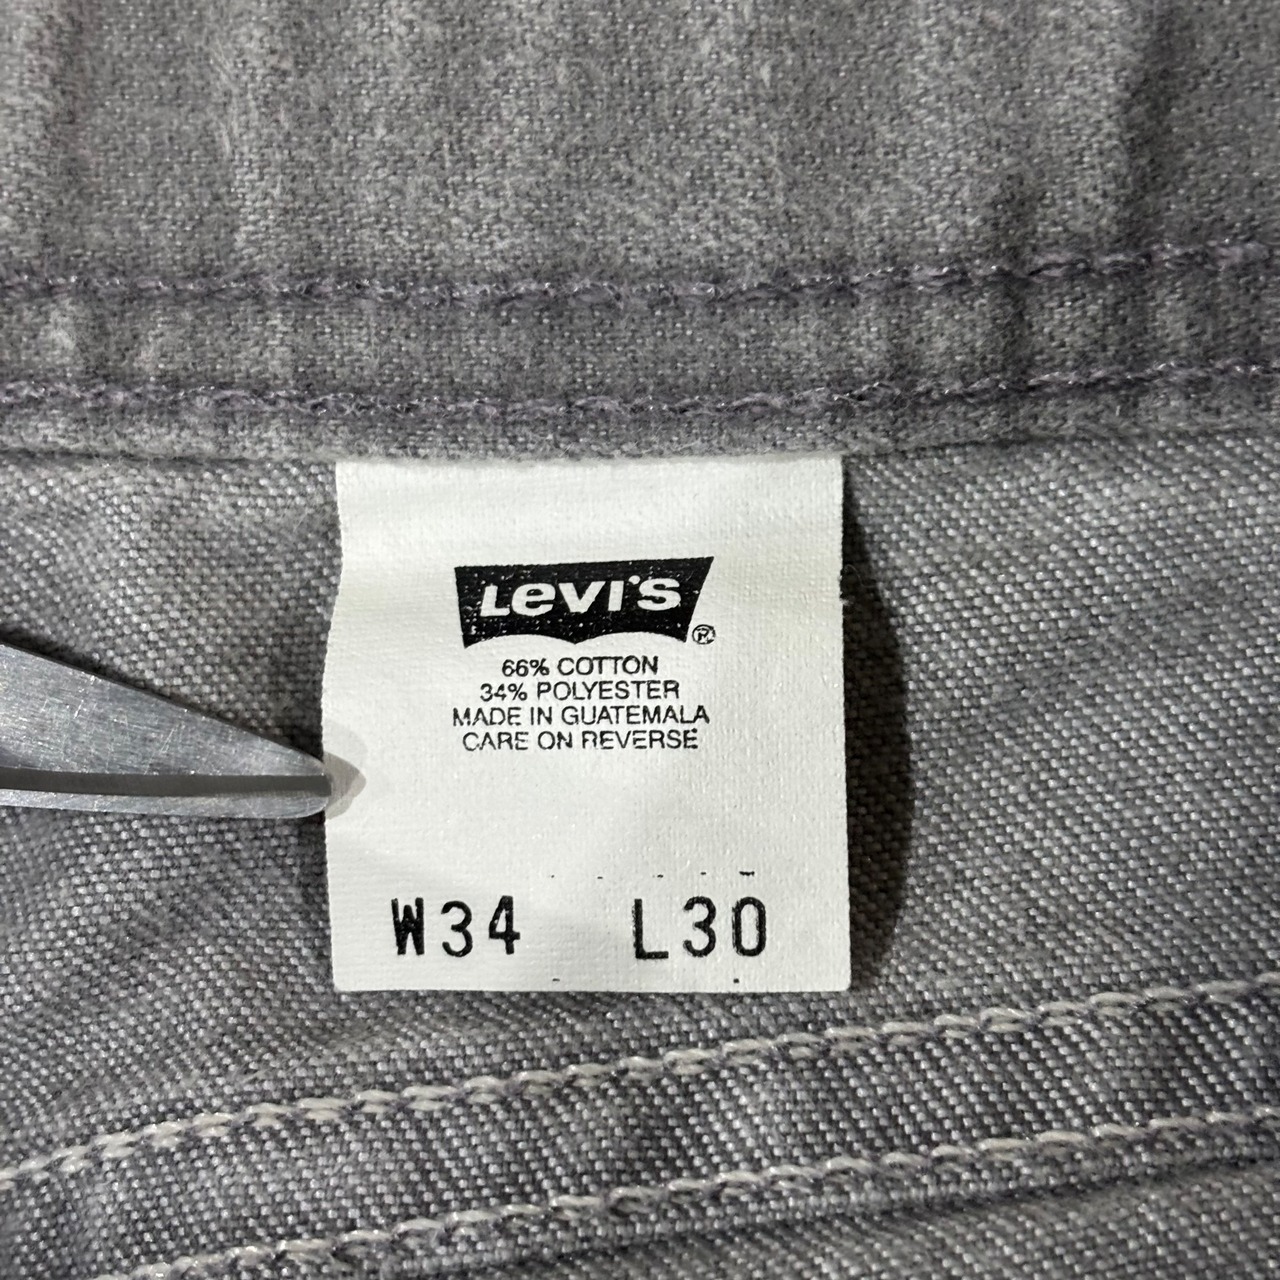 Levi's®
66% COTTON
34% POLYESTER
MADE IN GUATEMALA
CARE ON REVERSE
W34 L30